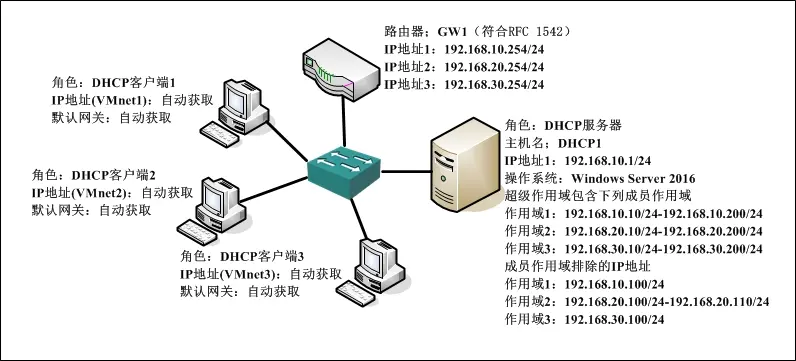 路由器：GW1（符合RFC 1542）
IP地址1：192.168.10.254/24
IP地址2：192.168.20.254/24
IP地址3：192.168.30.254/24
角色：DHCP客户端1
IP地址(VMnet1)：自动获取
默认网关：自动获取
角色：DHCP服务器
主机名：DHCP1
IP地址1：192.168.10.1/24
操作系统：Windows Server 2016
超级作用域包含下列成员作用域
作用域1：192.168.10.10/24-192.168.10.200/24
作用域2：192.168.20.10/24-192.168.20.200/24
作用域3：192.168.30.10/24-192.168.30.200/24
成员作用域排除的IP地址
作用域1：192.168.10.100/24
作用域2：192.168.20.100/24-192.168.20.110/24
作用域3：192.168.30.100/24
角色：DHCP客户端2
IP地址(VMnet2)：自动获取
默认网关：自动获取
角色：DHCP客户端3
IP地址(VMnet3)：自动获取
默认网关：自动获取